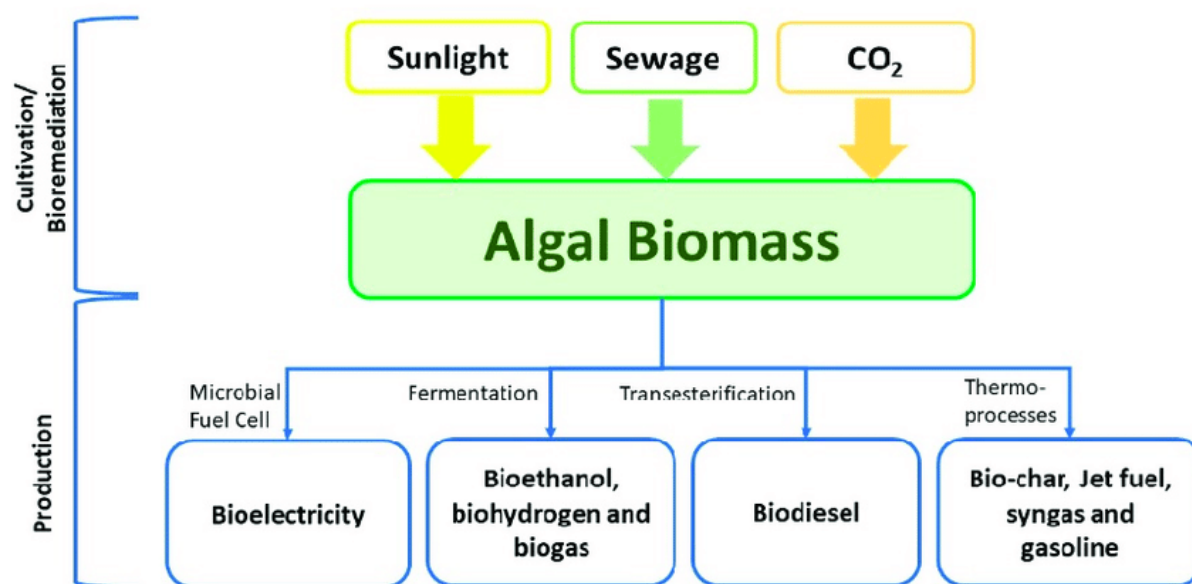 Cultivation/
Bioremediation
Sunlight
Sewage
CO₂
Algal Biomass
Production
Microbial
Fuel Cell
Fermentation
Transesterification
Thermo-
processes
Bioelectricity
Bioethanol,
biohydrogen and
biogas
Biodiesel
Bio-char, Jet fuel,
syngas and
gasoline